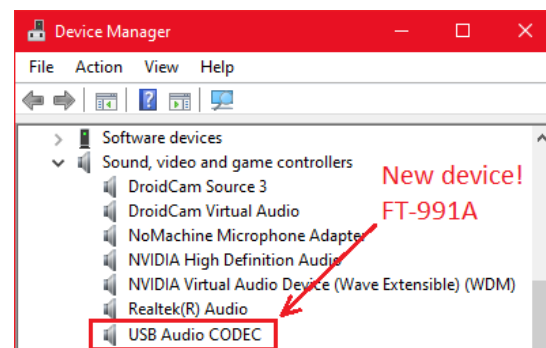 Device Manager
File Action View Help
Software devices
Sound, video and game controllers
New device!
DroidCam Source 3
DroidCam Virtual Audio
FT-991A
NoMachine Microphone Adapter
NVIDIA High Definition Audio
NVIDIA Virtual Audio Device (Wave Extensible) (WDM)
Realtek(R) Audio
USB Audio CODEC